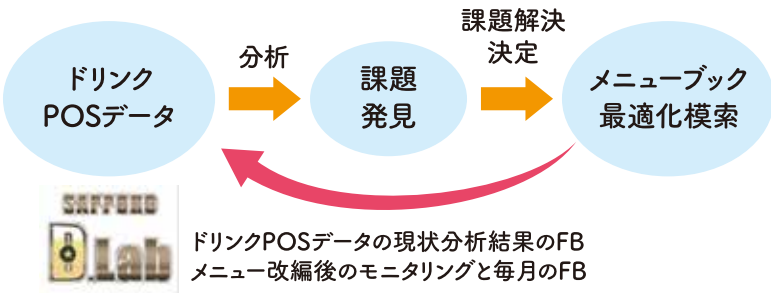 ドリンク
POSデータ
分析
課題
発見
課題解決
決定
メニューブック
最適化模索
SAPPORO
D.Lab
ドリンクPOSデータの現状分析結果のFB
メニュー改編後のモニタリングと毎月のFB